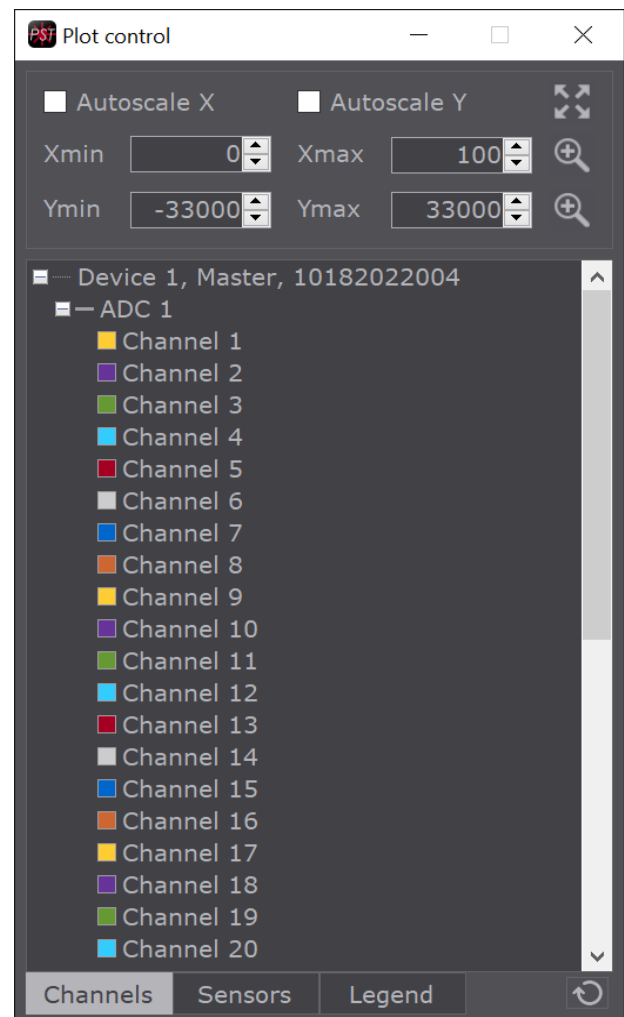 PST Plot control
Autoscale X Autoscale Y
Xmin 0 Xmax 100
Ymin -33000 Ymax 33000
Device 1, Master, 10182022004
ADC 1
Channel 1
Channel 2
Channel 3
Channel 4
Channel 5
Channel 6
Channel 7
Channel 8
Channel 9
Channel 10
Channel 11
Channel 12
Channel 13
Channel 14
Channel 15
Channel 16
Channel 17
Channel 18
Channel 19
Channel 20
Channels Sensors Legend